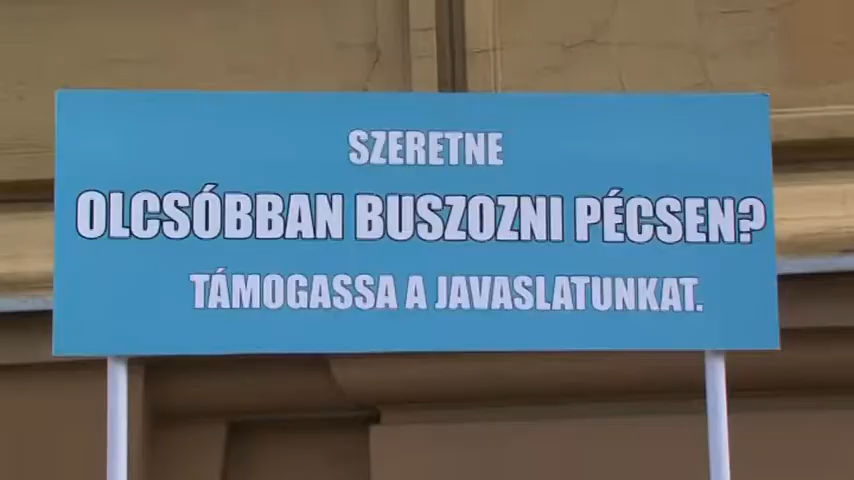 SZERETNE
OLCSÓBBAN BUSZOZNI PÉCSEN?
TÁMOGASSA A JAVASLATUNKAT.